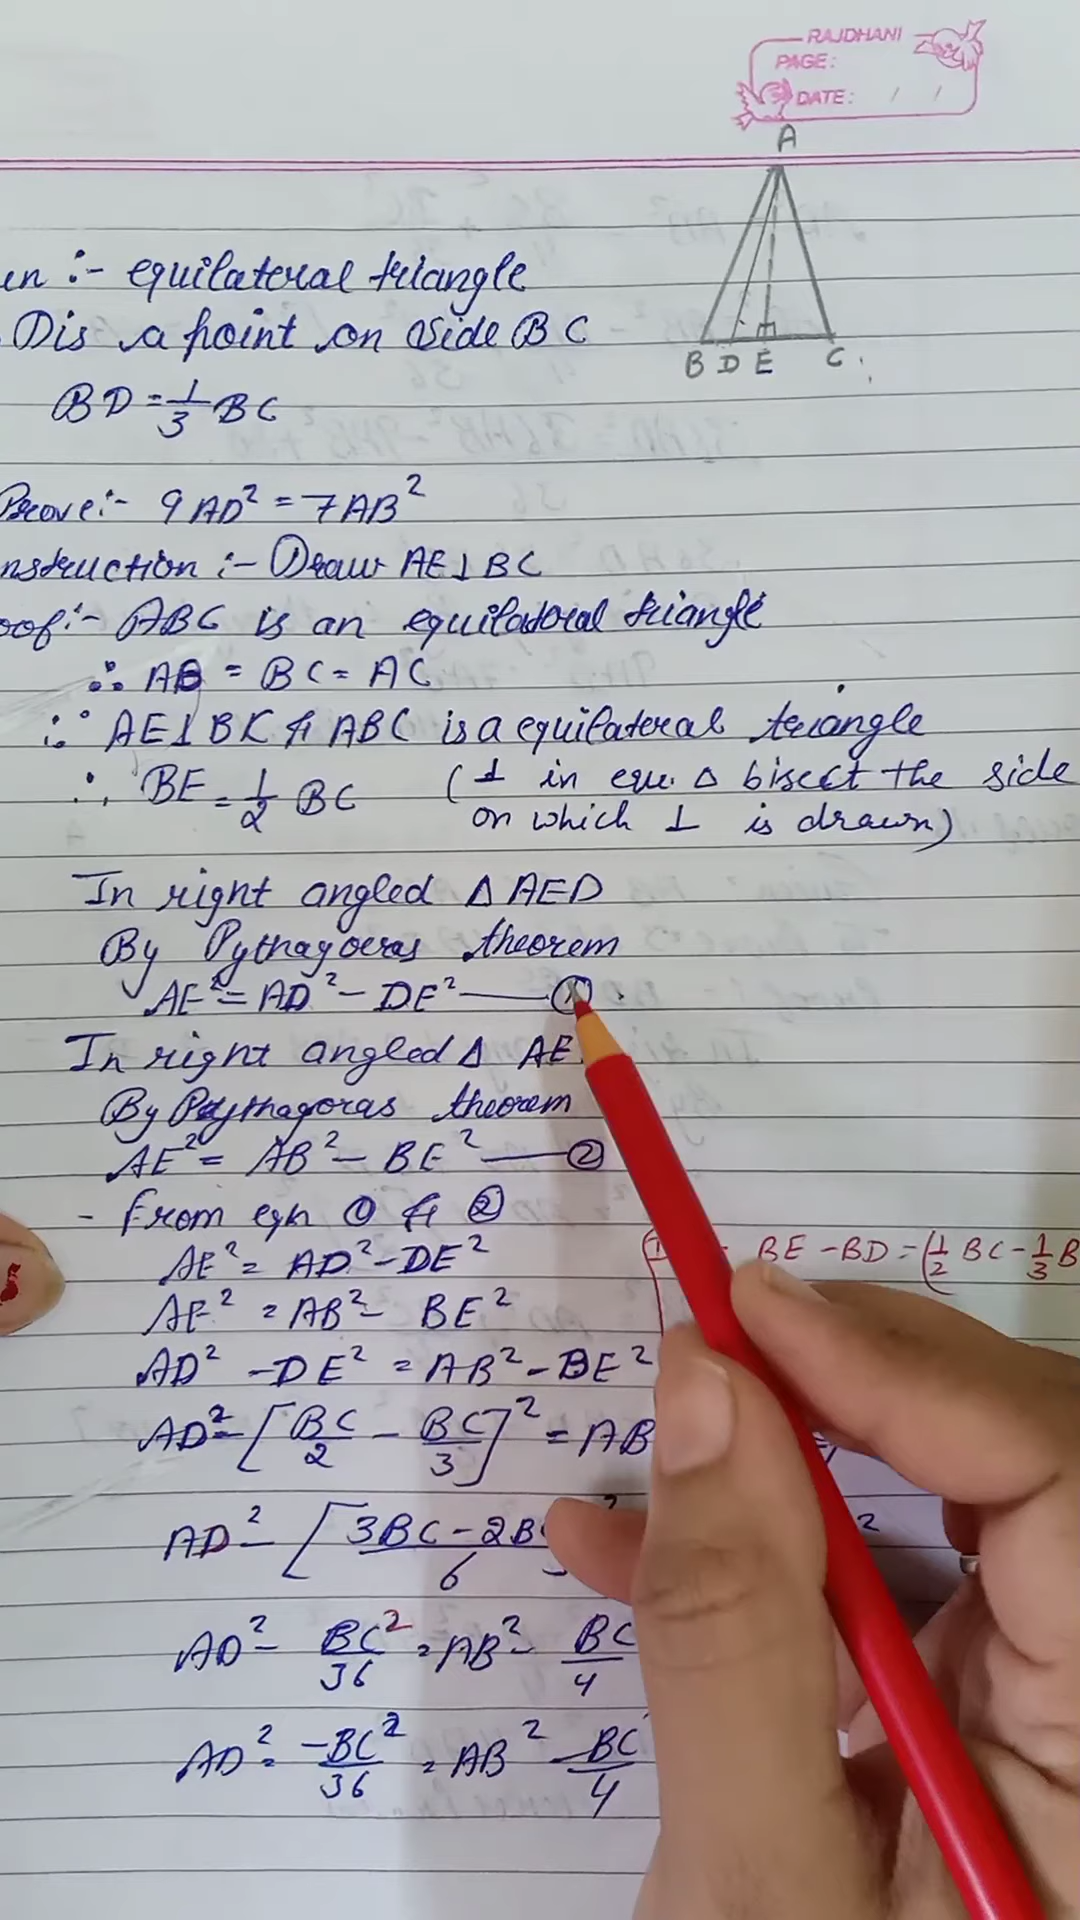 RAJDHANI
PAGE:
DATE: / /
A
B D E C
en :- equilateral triangle
D is a point on side BC
BD = 1/3 BC
Prove:- 9AD² = 7AB²
nstruction :- Draw AE⊥BC
oof:- ABC is an equilateral triangle
∴ AB = BC = AC
∵ AE⊥BC & ABC is a equilateral triangle
∴ BE = 1/2 BC (⊥ in equ. Δ bisect the side
on which ⊥ is drawn)
In right angled Δ AED
By Pythagoras theorem
AE² = AD² - DE² —— ①
In right angled Δ AE
By Pythagoras theorem
AE² = AB² - BE² —— ②
- From eqn ① & ②
AE² = AD² - DE²
BE - BD = (1/2 BC - 1/3 B
AE² = AB² - BE²
AD² - DE² = AB² - BE²
AD² - [BC/2 - BC/3]² = AB
AD² - [3BC - 2B/6
AD² - BC²/36 = AB² - BC/4
AD² = -BC²/36 = AB² - BC/4